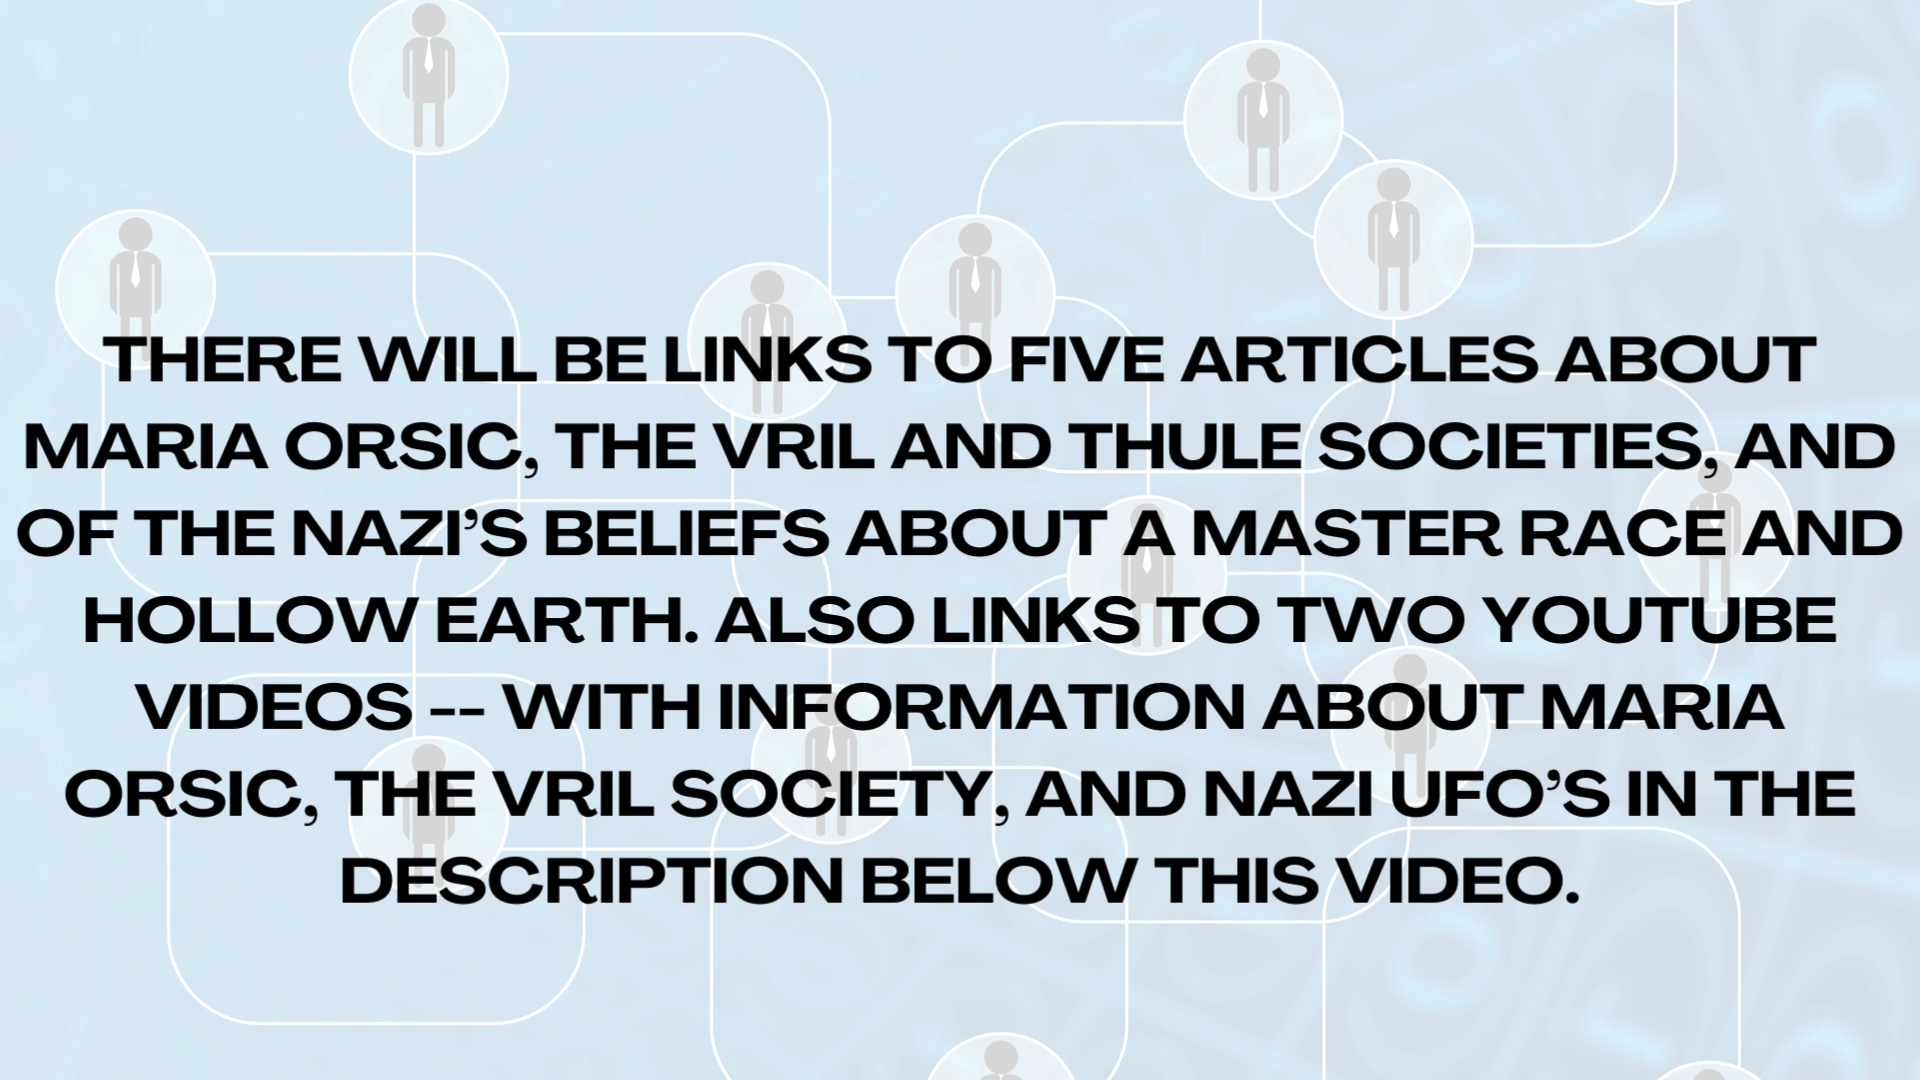 THERE WILL BE LINKS TO FIVE ARTICLES ABOUT
MARIA ORSIC, THE VRIL AND THULE SOCIETIES, AND
OF THE NAZI’S BELIEFS ABOUT A MASTER RACE AND
HOLLOW EARTH. ALSO LINKS TO TWO YOUTUBE
VIDEOS -- WITH INFORMATION ABOUT MARIA
ORSIC, THE VRIL SOCIETY, AND NAZI UFO’S IN THE
DESCRIPTION BELOW THIS VIDEO.